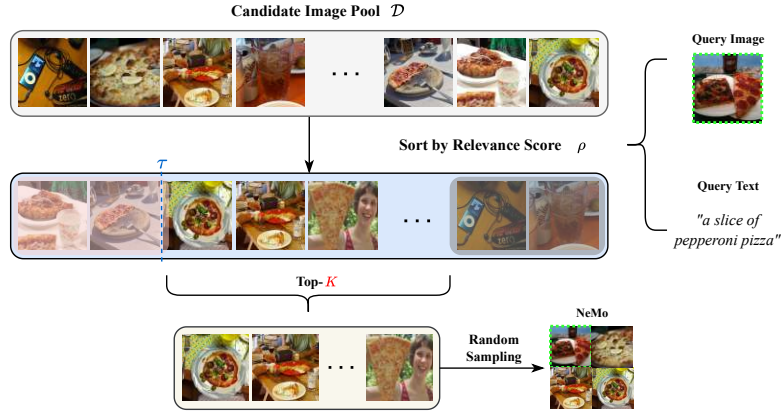 Candidate Image Pool 𝒟
Query Image
Sort by Relevance Score ρ
τ
Query Text
"a slice of
pepperoni pizza"
Top-K
NeMo
Random
Sampling